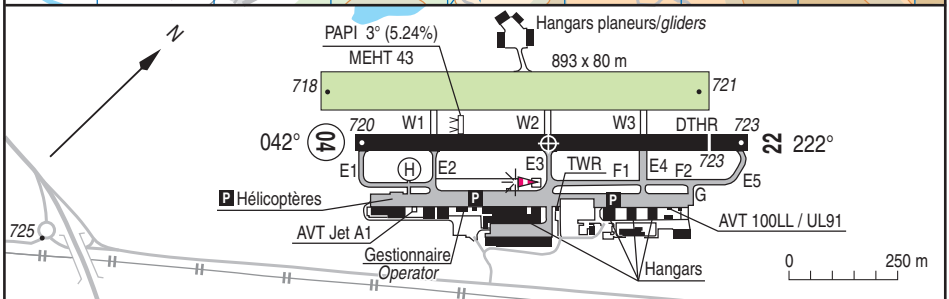 N
Hangars planeurs/gliders
PAPI 3° (5.24%)
MEHT 43
893 x 80 m
718
721
W1
W2
W3
DTHR
723
720
042°
04
22
222°
723
E1
H
E2
E3
TWR
F1
E4
F2
E5
G
P Hélicoptères
P
P
AVT Jet A1
AVT 100LL / UL91
Gestionnaire
Operator
Hangars
725
0
250 m